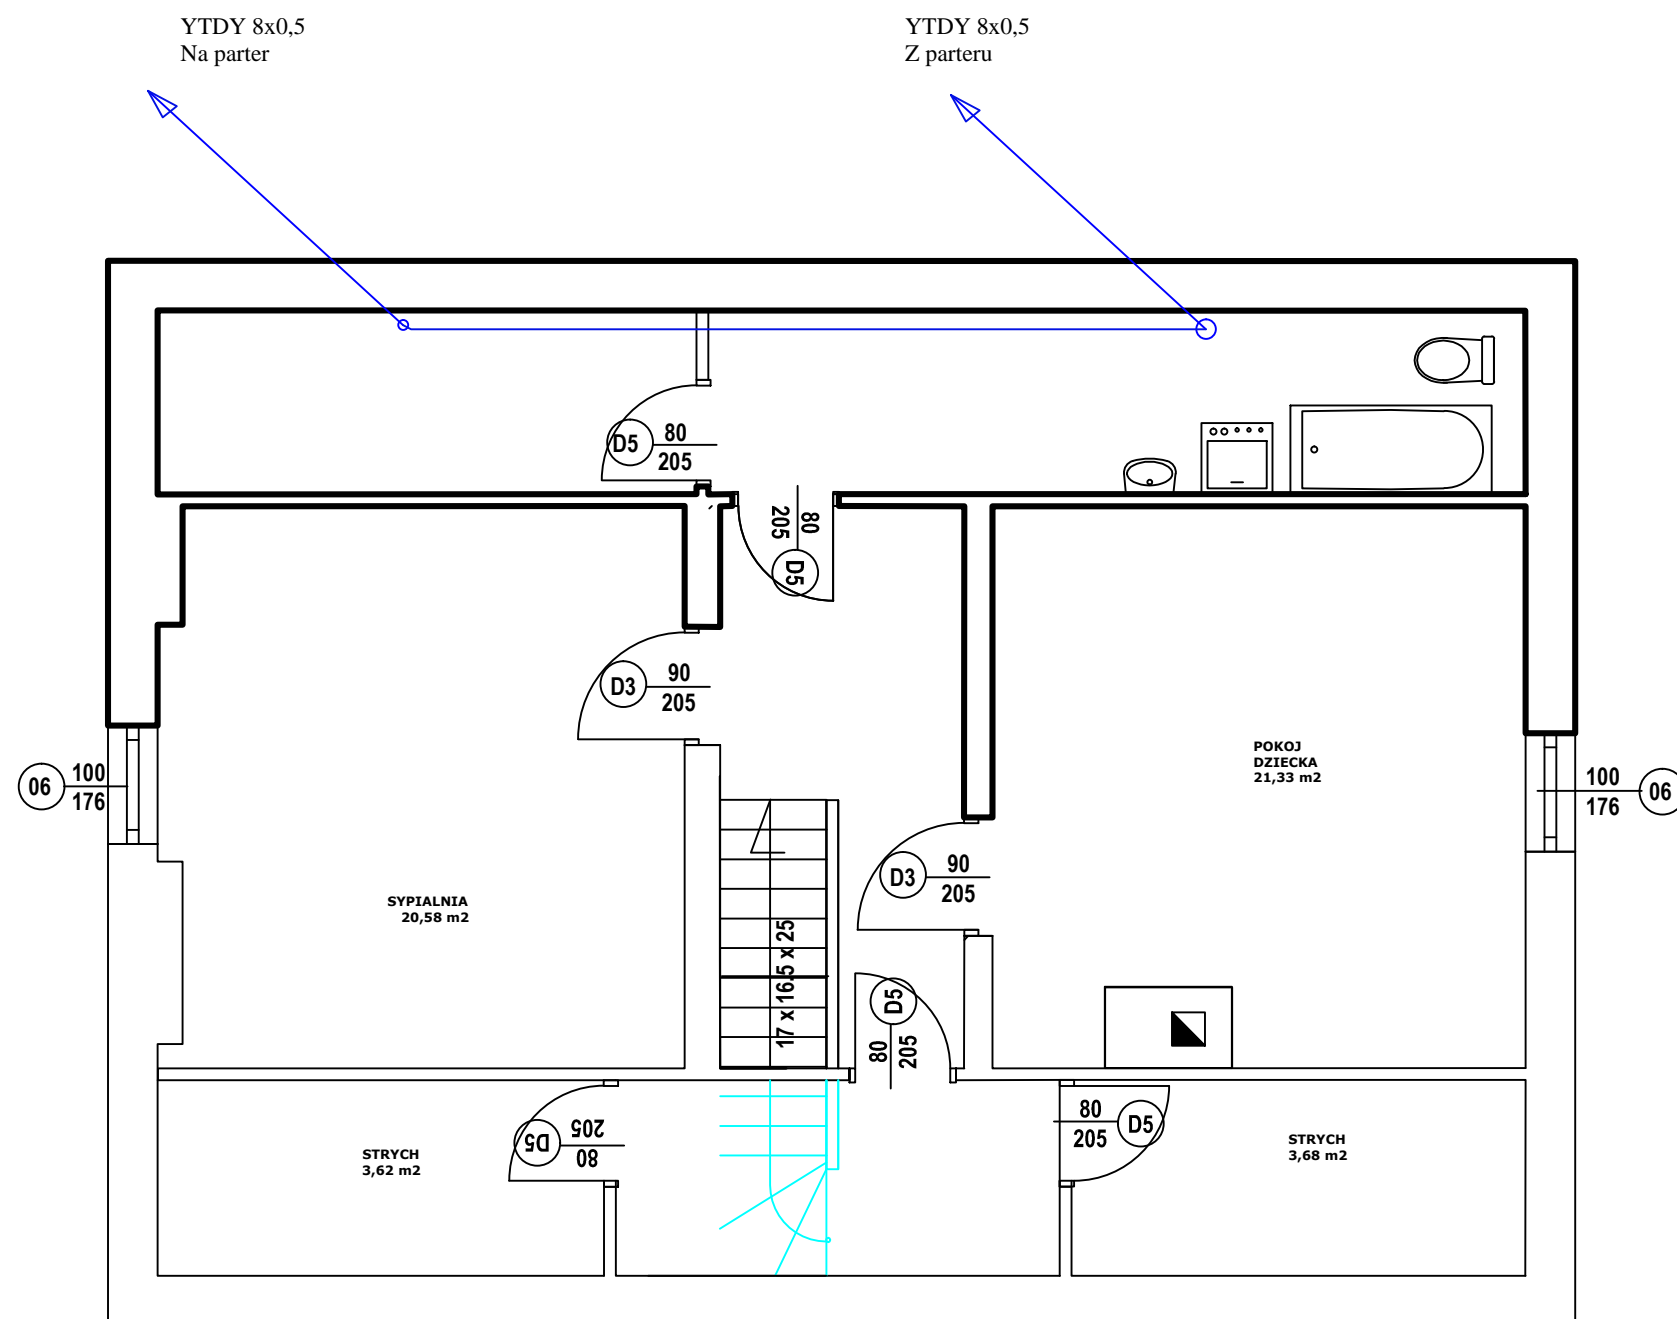 YTDY 8x0,5
Na parter
YTDY 8x0,5
Z parteru
D5
80
205
80
205
D5
D3
90
205
06
100
176
POKOJ
DZIECKA
21,33 m2
100
176
06
D3
90
205
SYPIALNIA
20,58 m2
17 x 16.5 x 25
D5
80
205
D5
205
80
80
205
D5
STRYCH
3,62 m2
STRYCH
3,68 m2